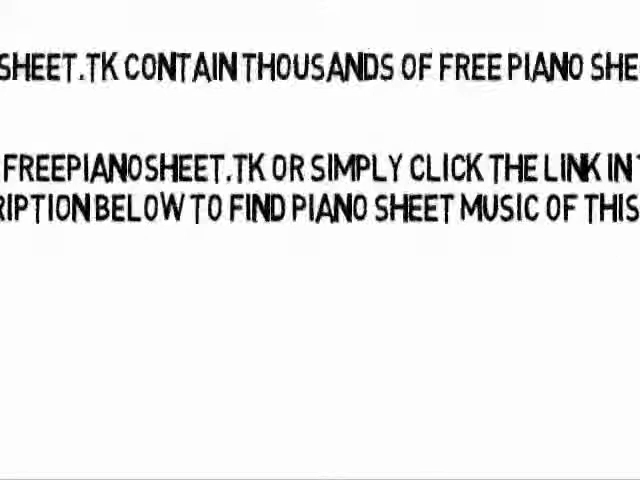 SHEET.TK CONTAIN THOUSANDS OF FREE PIANO SHE
FREEPIANOSHEET.TK OR SIMPLY CLICK THE LINK IN
RIPTION BELOW TO FIND PIANO SHEET MUSIC OF THIS